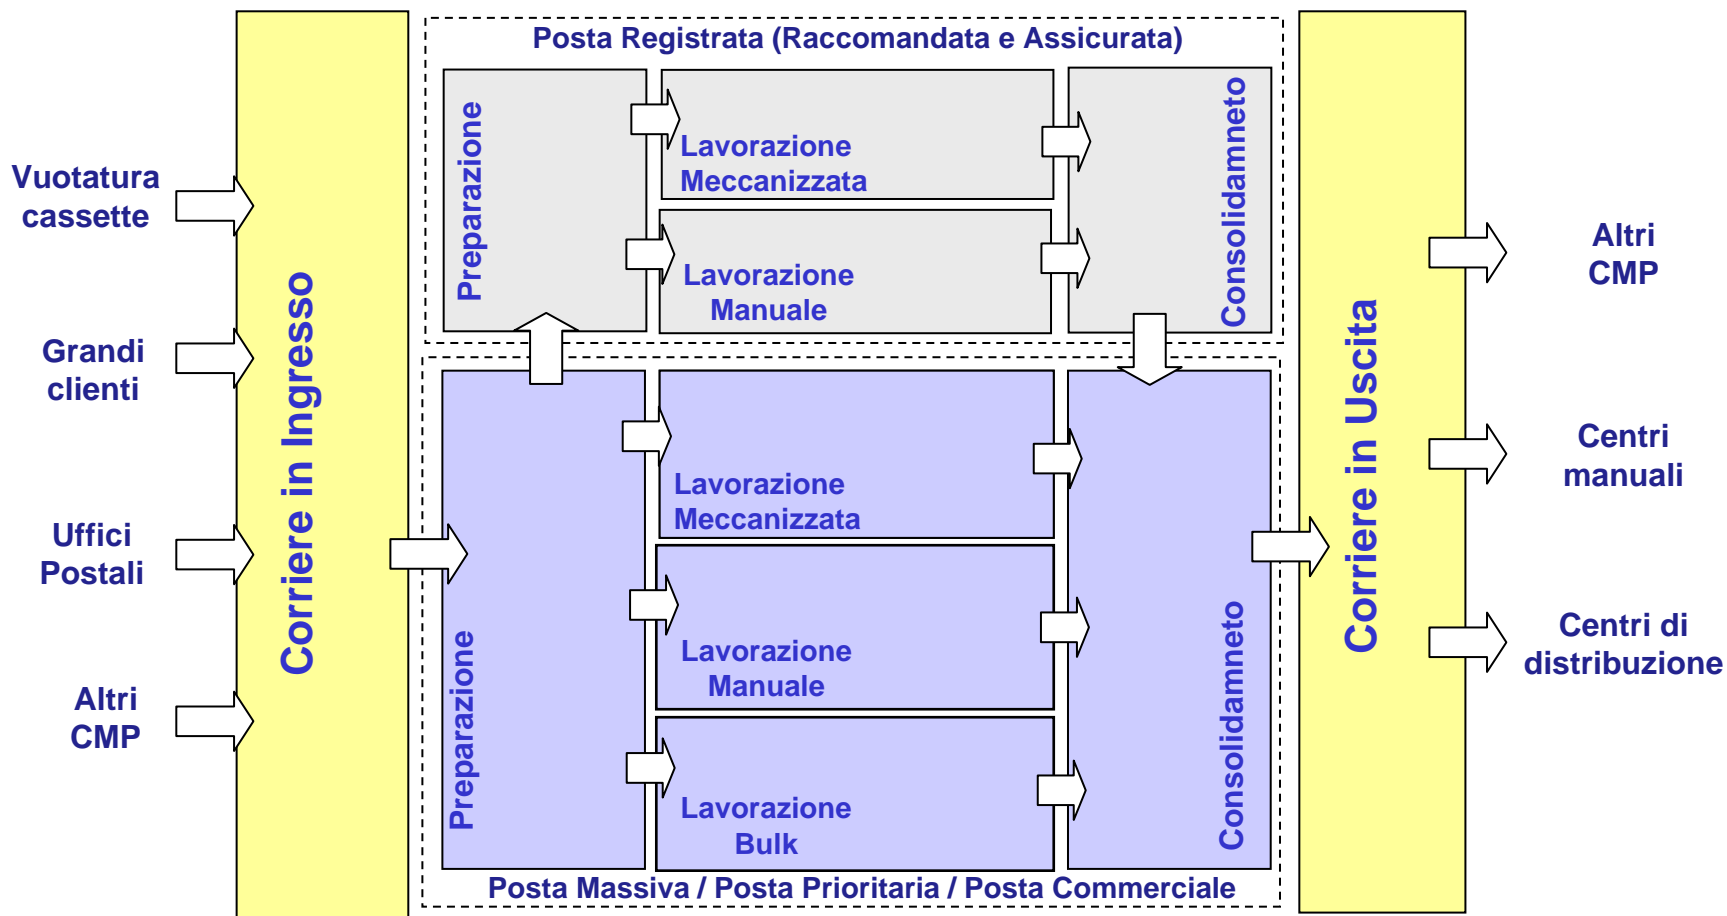 Vuotatura
cassette
Grandi
clienti
Uffici
Postali
Altri
CMP
Corriere in Ingresso
Posta Registrata (Raccomandata e Assicurata)
Preparazione
Lavorazione
Meccanizzata
Lavorazione
Manuale
Consolidamneto
Preparazione
Lavorazione
Meccanizzata
Lavorazione
Manuale
Lavorazione
Bulk
Consolidamneto
Posta Massiva / Posta Prioritaria / Posta Commerciale
Corriere in Uscita
Altri
CMP
Centri
manuali
Centri di
distribuzione